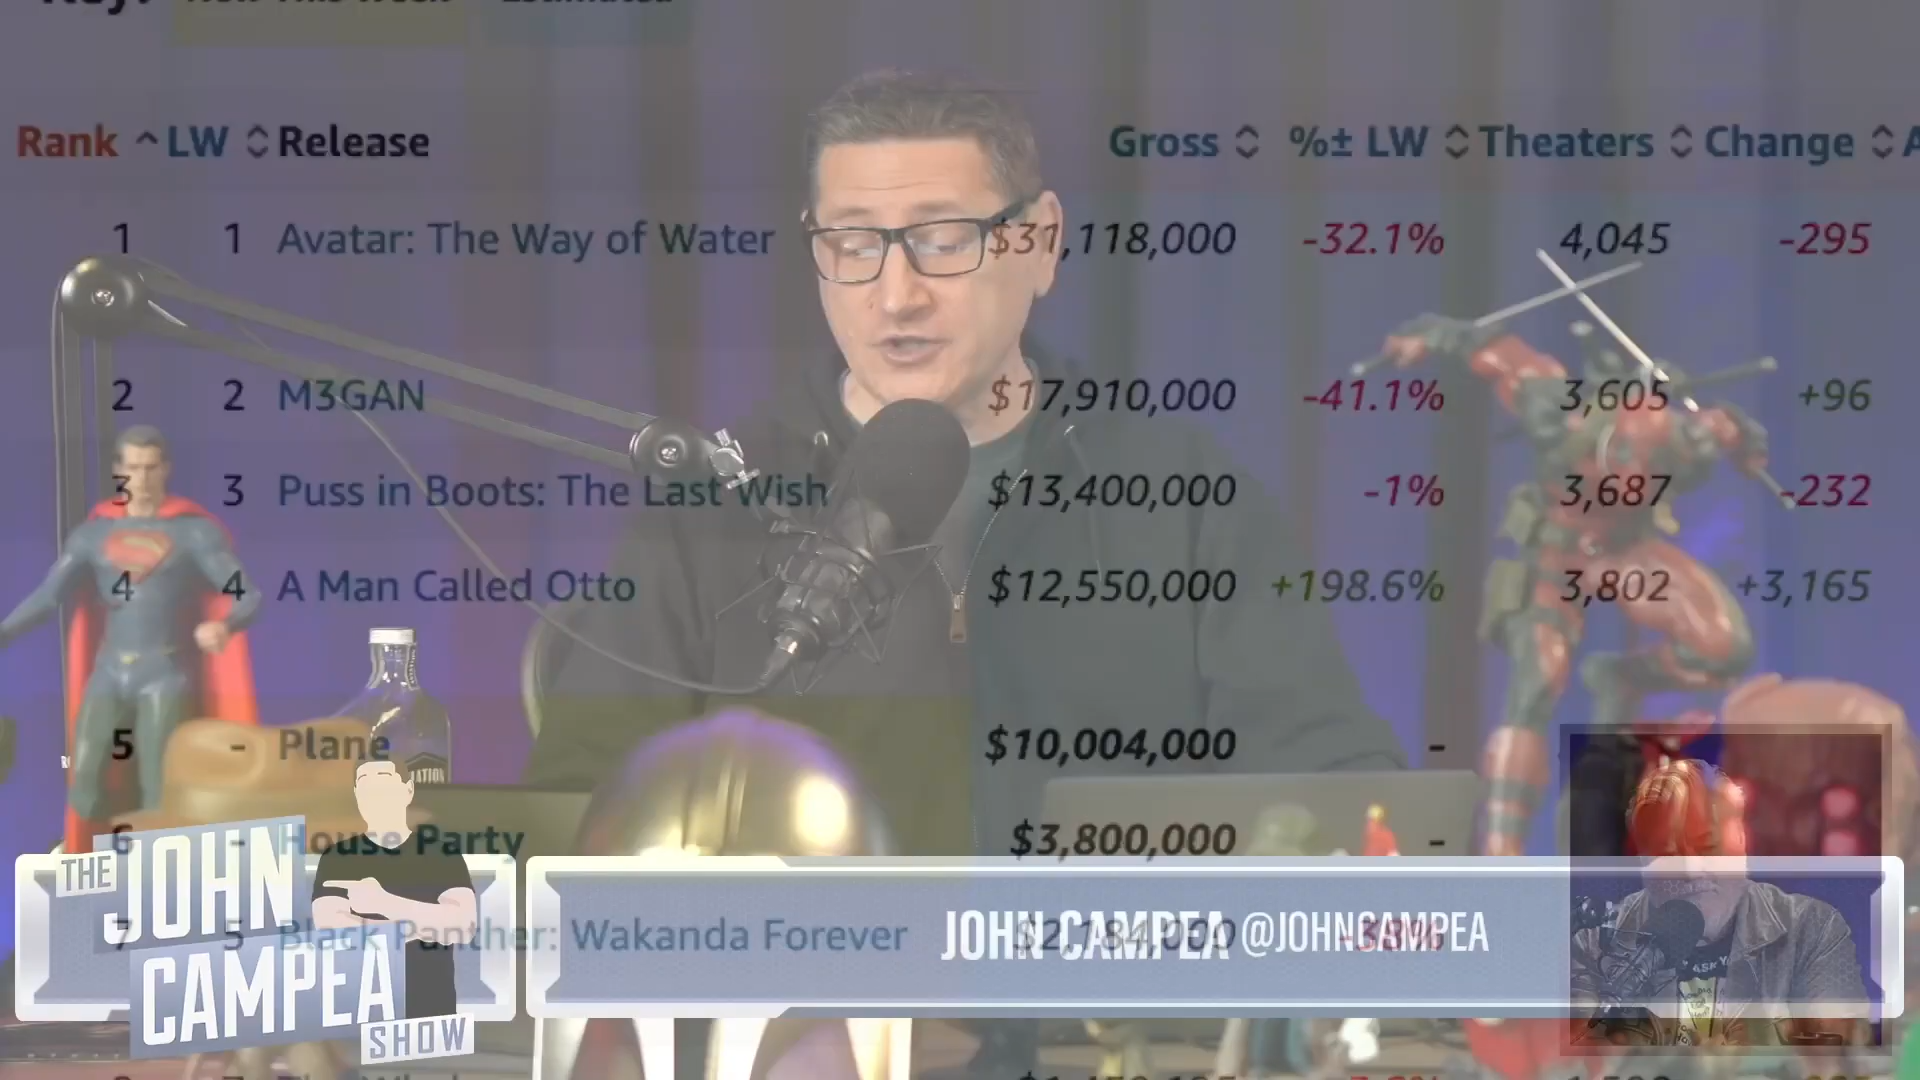 Rank LW Release Gross %± LW Theaters Change
1 1 Avatar: The Way of Water $31,118,000 -32.1% 4,045 -295
2 2 M3GAN $17,910,000 -41.1% 3,605 +96
3 3 Puss in Boots: The Last Wish $13,400,000 -1% 3,687 -232
4 4 A Man Called Otto $12,550,000 +198.6% 3,802 +3,165
5 - Plane $10,004,000 -
6 - House Party $3,800,000 -
7 5 Black Panther: Wakanda Forever $2,184,000 -38%
THE
JOHN
CAMPEA
SHOW
JOHN CAMPEA @JOHNCAMPEA